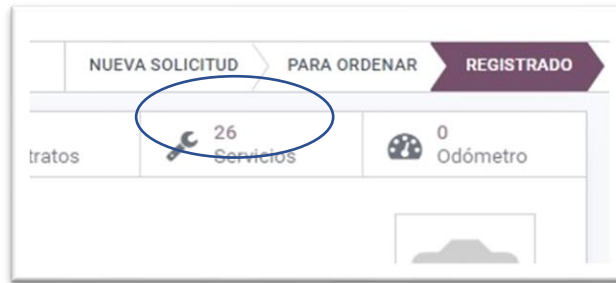 NUEVA SOLICITUD
PARA ORDENAR
REGISTRADO
tratos
26
Servicios
0
Odómetro